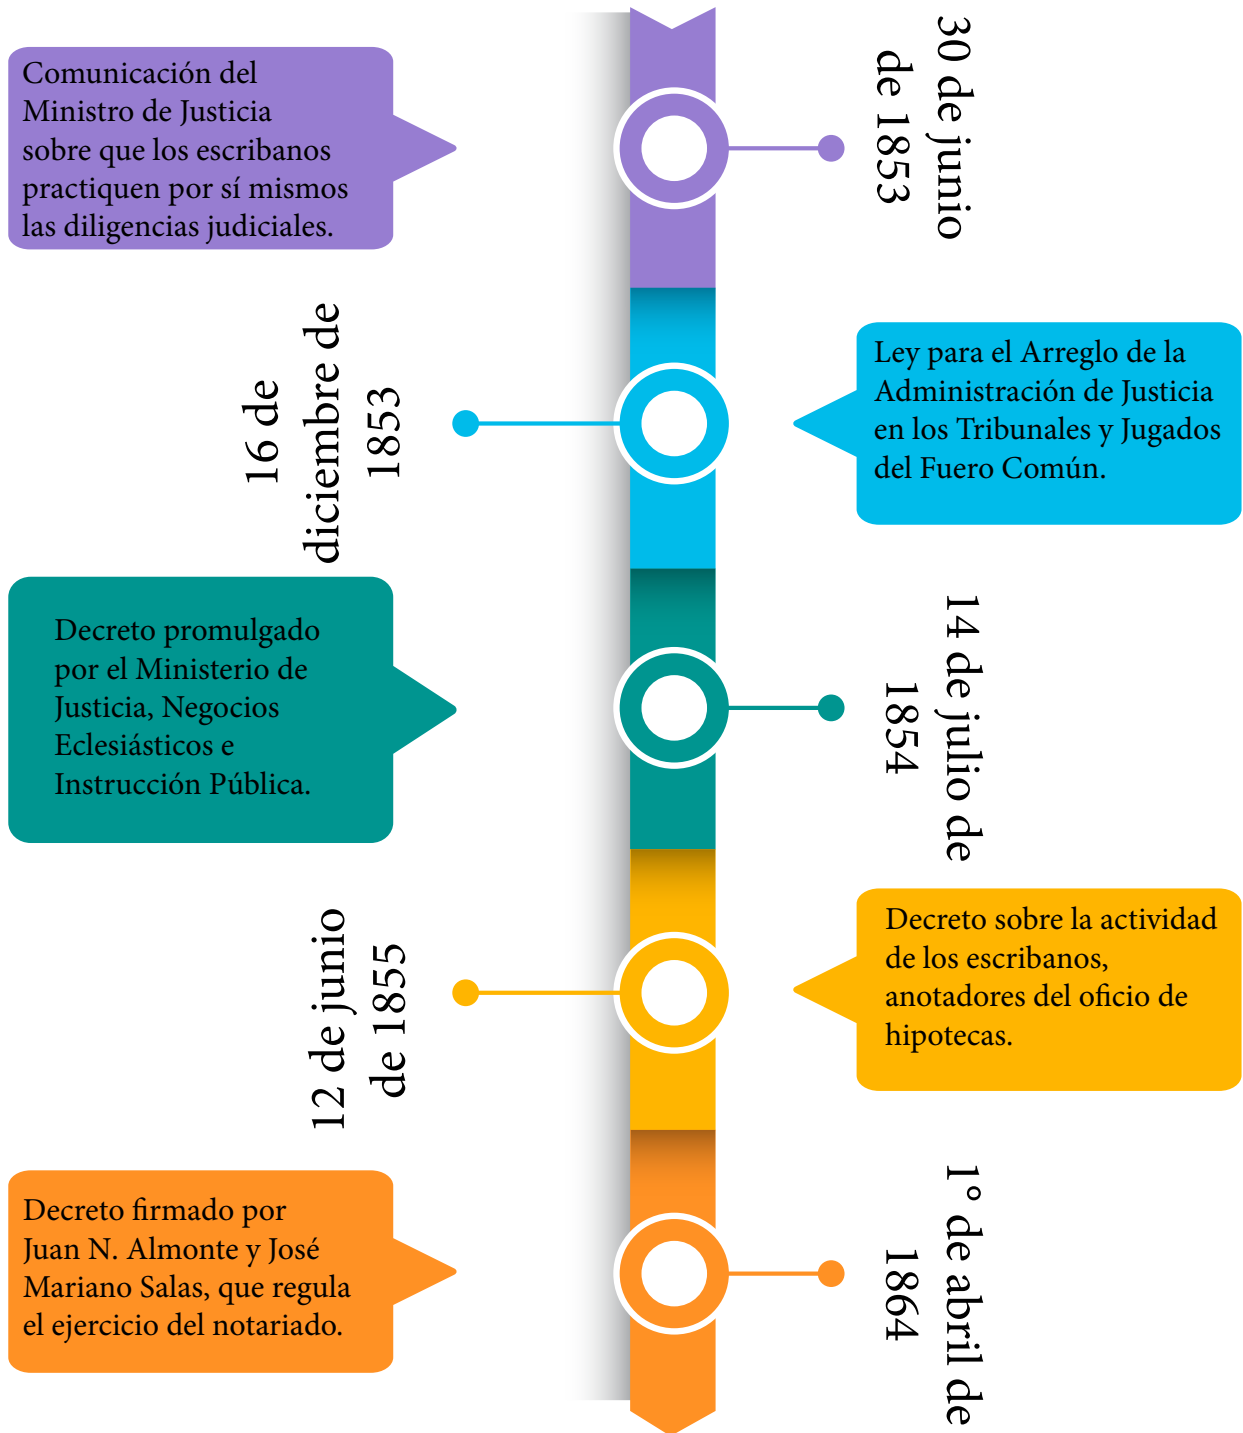 Comunicación del
Ministro de Justicia
sobre que los escribanos
practiquen por sí mismos
las diligencias judiciales.
30 de junio
de 1853
16 de
diciembre de
1853
Ley para el Arreglo de la
Administración de Justicia
en los Tribunales y Jugados
del Fuero Común.
Decreto promulgado
por el Ministerio de
Justicia, Negocios
Eclesiásticos e
Instrucción Pública.
14 de julio de
1854
12 de junio
de 1855
Decreto sobre la actividad
de los escribanos,
anotadores del oficio de
hipotecas.
Decreto firmado por
Juan N. Almonte y José
Mariano Salas, que regula
el ejercicio del notariado.
1° de abril de
1864